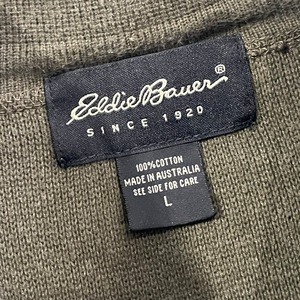 Eddie Bauer®
SINCE 1920
100% COTTON
MADE IN AUSTRALIA
SEE SIDE FOR CARE
L